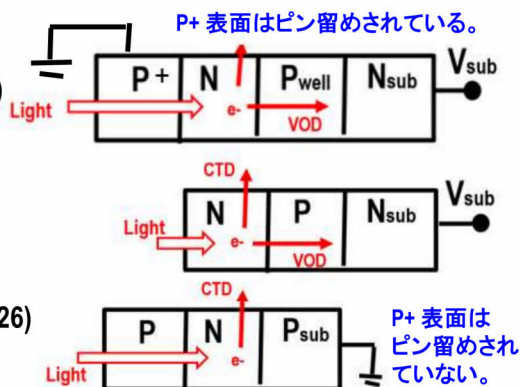 P+ 表面はピン留めされている。
P+ N Pwell Nsub Vsub
)
Light e- VOD
CTD
N P Nsub Vsub
Light e- VOD
CTD
26)
P N Psub
Light e-
P+ 表面は
ピン留めされ
ていない。